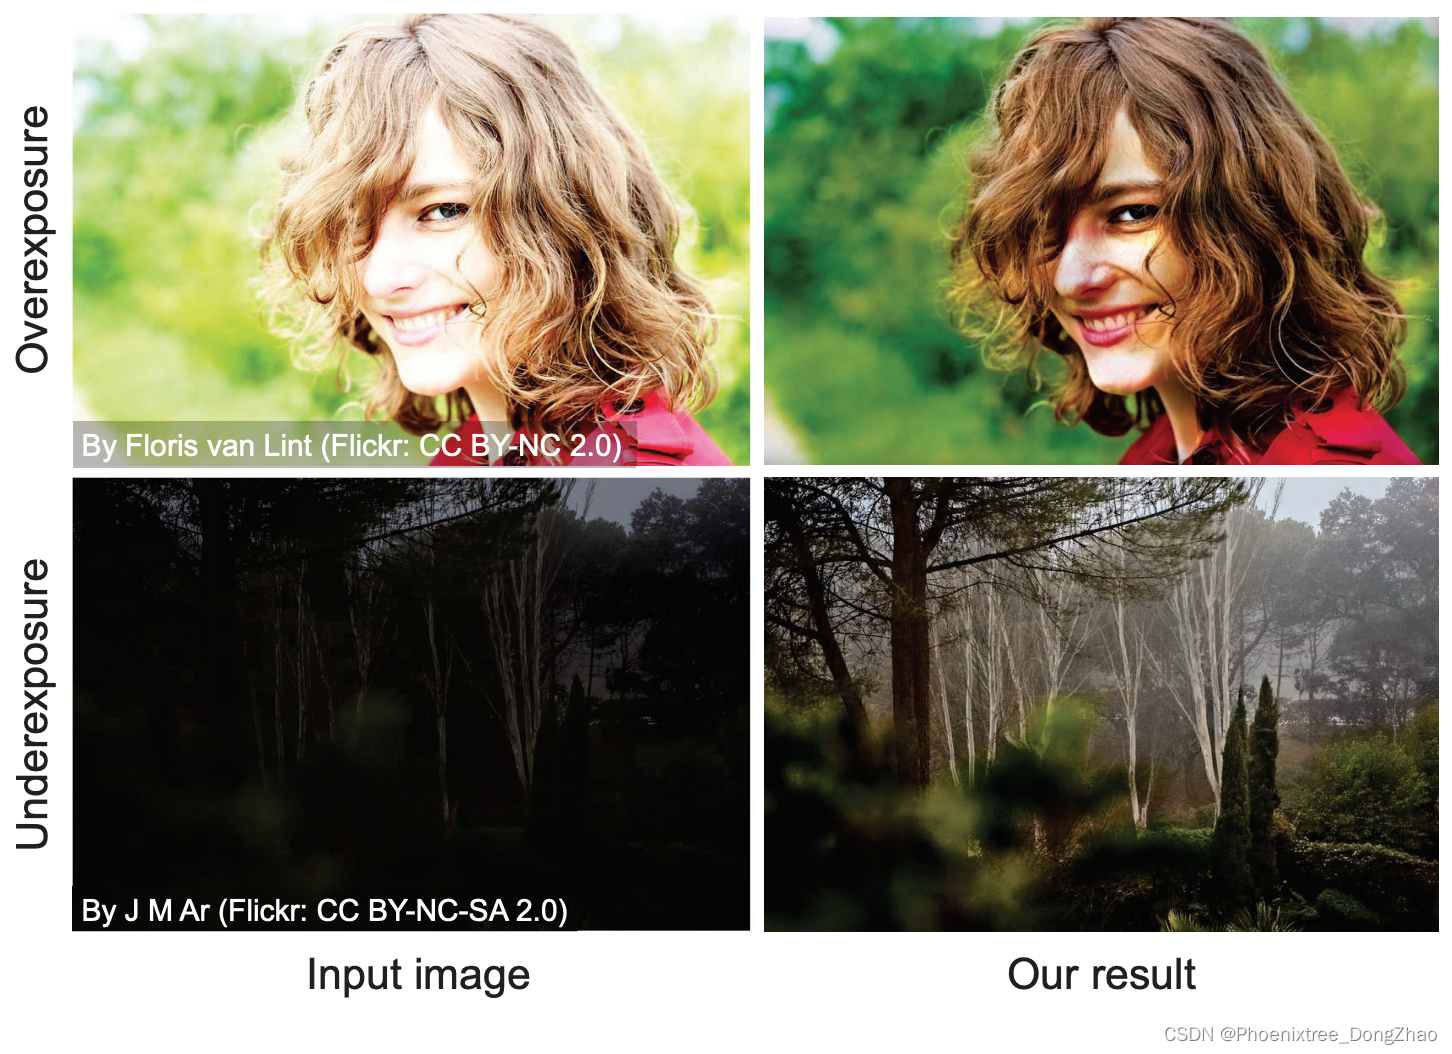 Overexposure
By Floris van Lint (Flickr: CC BY-NC 2.0)
Underexposure
By J M Ar (Flickr: CC BY-NC-SA 2.0)
Input image
Our result
CSDN @Phoenixtree_DongZhao